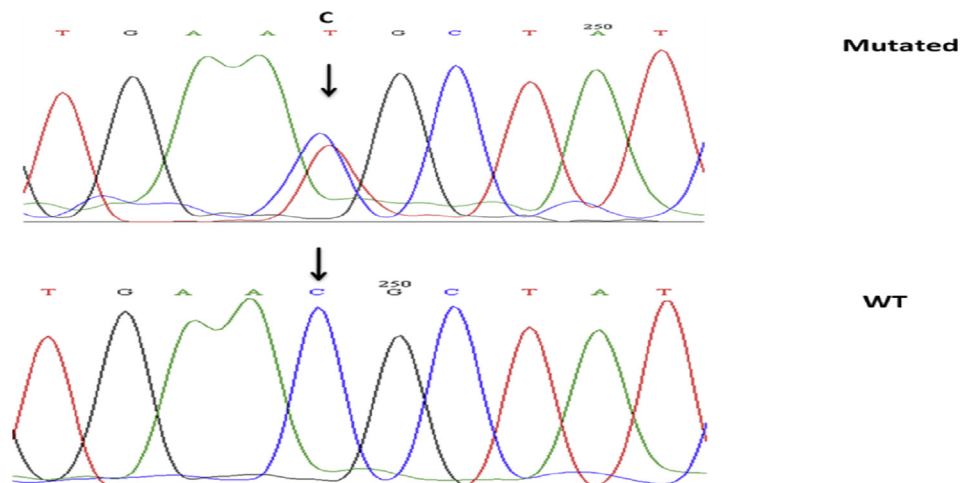 C
T G A A T G C T A T
250
Mutated
T G A A C G C T A T
250
WT